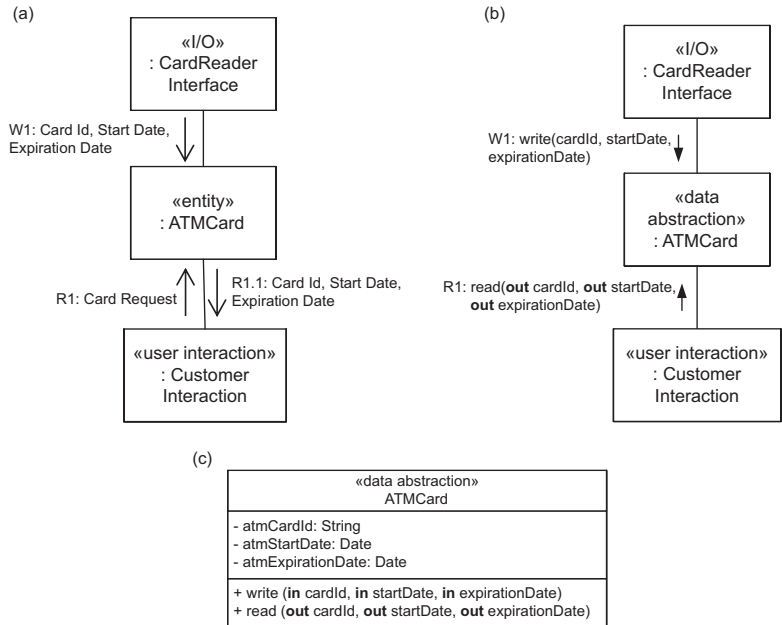 (a)
«I/O»
: CardReader
Interface
W1: Card Id, Start Date,
Expiration Date
«entity»
: ATMCard
R1: Card Request
R1.1: Card Id, Start Date,
Expiration Date
«user interaction»
: Customer
Interaction
(b)
«I/O»
: CardReader
Interface
W1: write(cardId, startDate,
expirationDate)
«data
abstraction»
: ATMCard
R1: read(out cardId, out startDate,
out expirationDate)
«user interaction»
: Customer
Interaction
(c)
«data abstraction»
ATMCard
- atmCardId: String
- atmStartDate: Date
- atmExpirationDate: Date
+ write (in cardId, in startDate, in expirationDate)
+ read (out cardId, out startDate, out expirationDate)